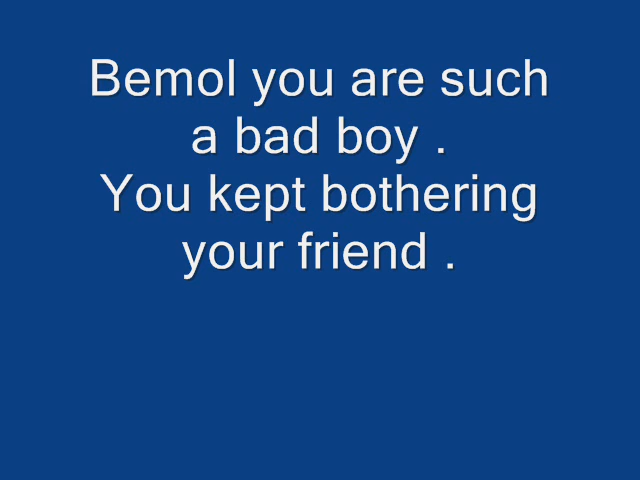 Bemol you are such
a bad boy .
You kept bothering
your friend .